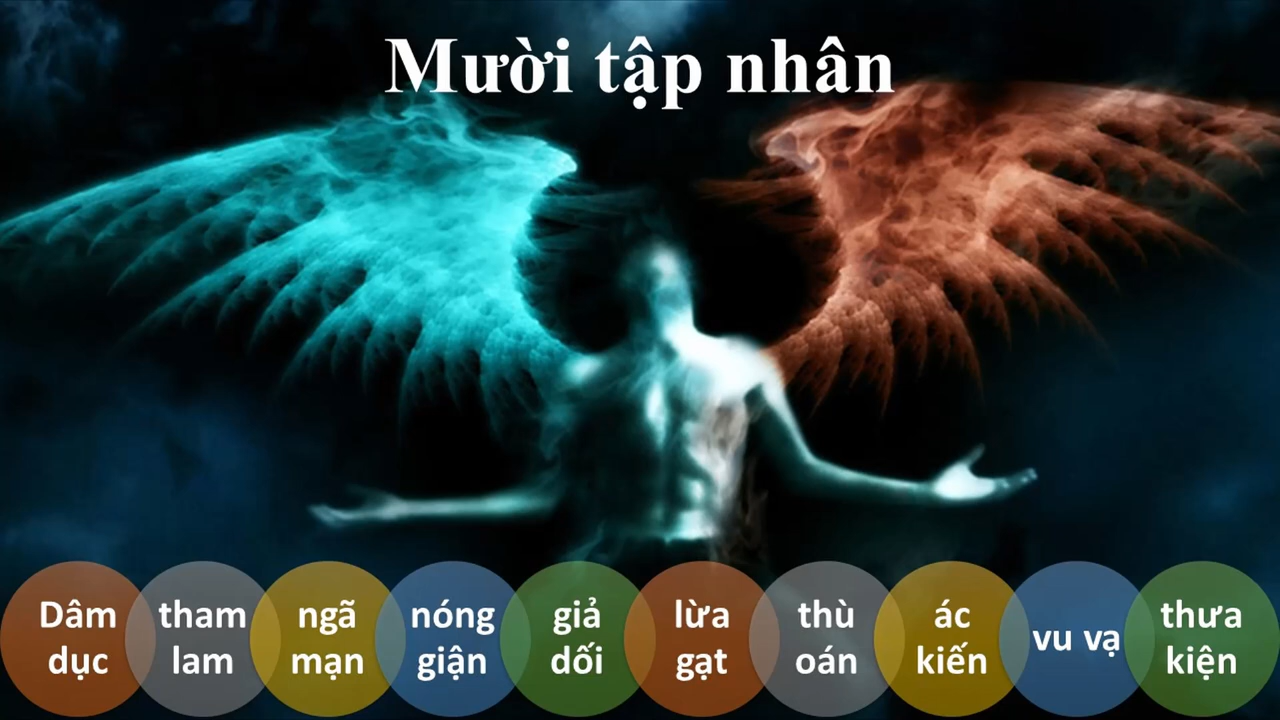 Mười tập nhân
Dâm
dục
tham
lam
ngã
mạn
nóng
giận
giả
dối
lừa
gạt
thù
oán
ác
kiến
vu vạ
thưa
kiện